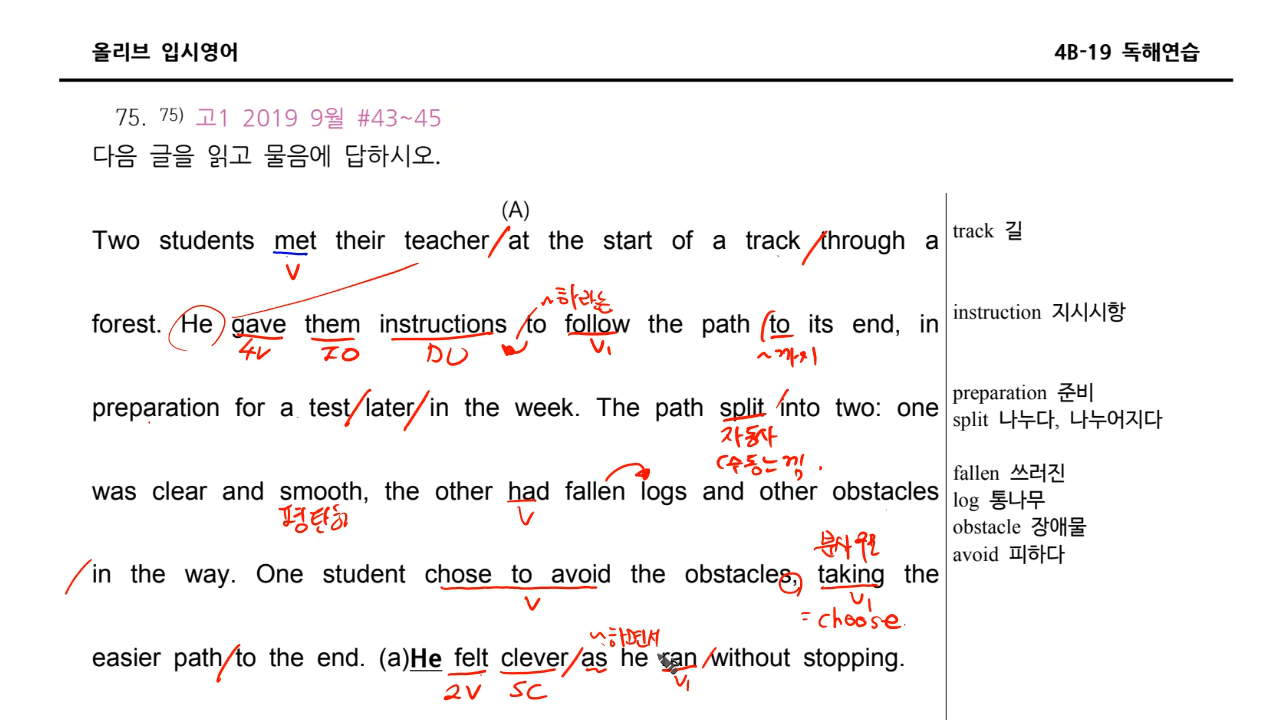 올리브 입시영어 4B-19 독해연습
75. 75) 고1 2019 9월 #43~45
다음 글을 읽고 물음에 답하시오.
(A)
Two students met their teacher at the start of a track through a
track 길
V
~하라는
forest. He gave them instructions to follow the path to its end, in
instruction 지시시항
4V IO DO V1 ~까지
preparation for a test later in the week. The path split into two: one
preparation 준비
split 나누다, 나누어지다
자동사
(수동느낌.
was clear and smooth, the other had fallen logs and other obstacles
fallen 쓰러진
log 통나무
obstacle 장애물
avoid 피하다
평탄한 V
분사구문
in the way. One student chose to avoid the obstacles, taking the
V V1
= choose
~하면서
easier path to the end. (a)He felt clever as he ran without stopping.
2V SC V1